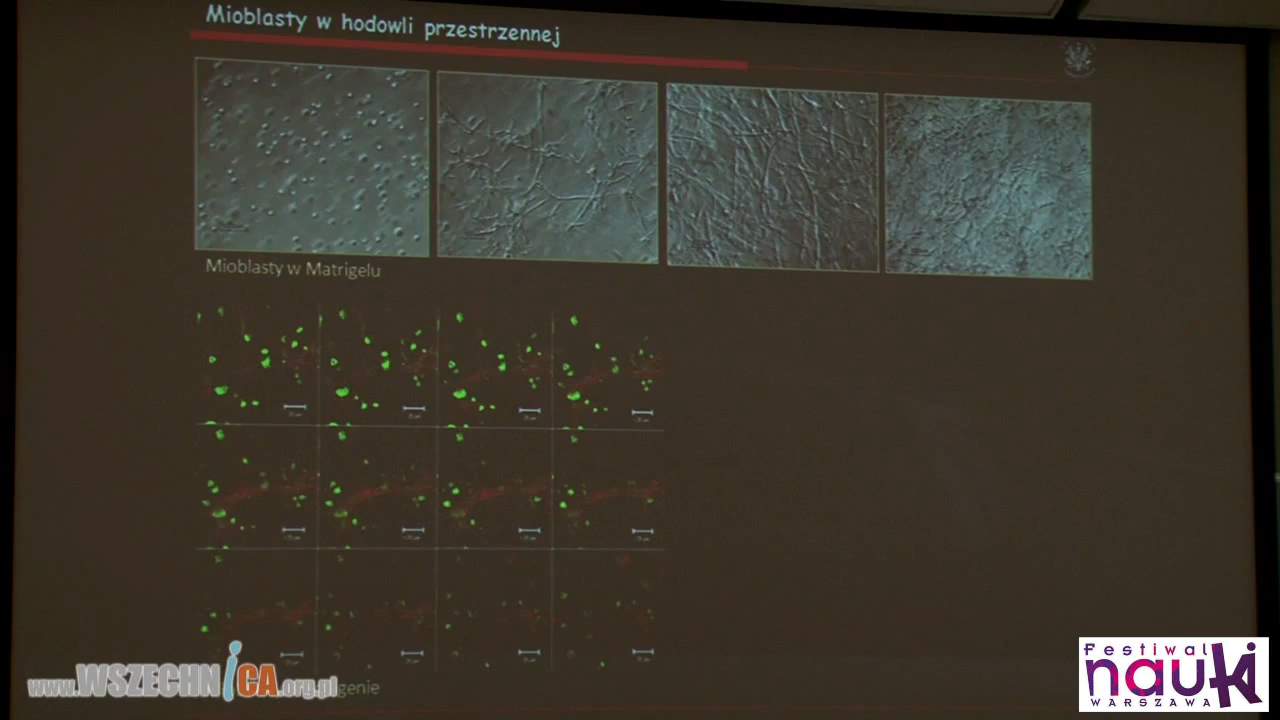 Mioblasty w hodowli przestrzennej
Mioblasty w Matrigelu
www.WSZECHNICA.org.pl
Festiwal
nauki
WARSZAWA